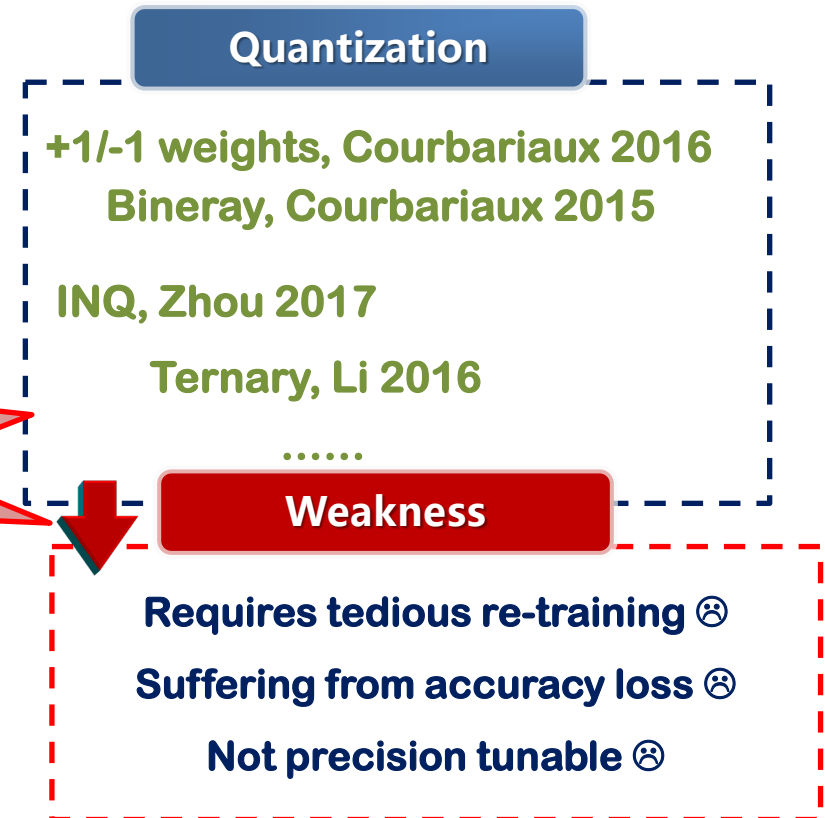 Quantization
+1/-1 weights, Courbariaux 2016
Bineray, Courbariaux 2015
INQ, Zhou 2017
Ternary, Li 2016
......
Weakness
Requires tedious re-training ☹
Suffering from accuracy loss ☹
Not precision tunable ☹